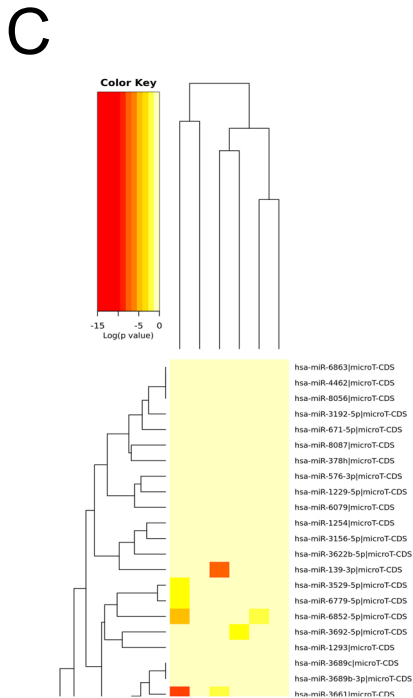 C
Color Key
-15 -5 0
Log(p value)
hsa-miR-6863|microT-CDS
hsa-miR-4462|microT-CDS
hsa-miR-8056|microT-CDS
hsa-miR-3192-5p|microT-CDS
hsa-miR-671-5p|microT-CDS
hsa-miR-8087|microT-CDS
hsa-miR-378h|microT-CDS
hsa-miR-576-3p|microT-CDS
hsa-miR-1229-5p|microT-CDS
hsa-miR-6079|microT-CDS
hsa-miR-1254|microT-CDS
hsa-miR-3156-5p|microT-CDS
hsa-miR-3622b-5p|microT-CDS
hsa-miR-139-3p|microT-CDS
hsa-miR-3529-5p|microT-CDS
hsa-miR-6779-5p|microT-CDS
hsa-miR-6852-5p|microT-CDS
hsa-miR-3692-5p|microT-CDS
hsa-miR-1293|microT-CDS
hsa-miR-3689c|microT-CDS
hsa-miR-3689b-3p|microT-CDS
hsa-miR-3661|microT-CDS